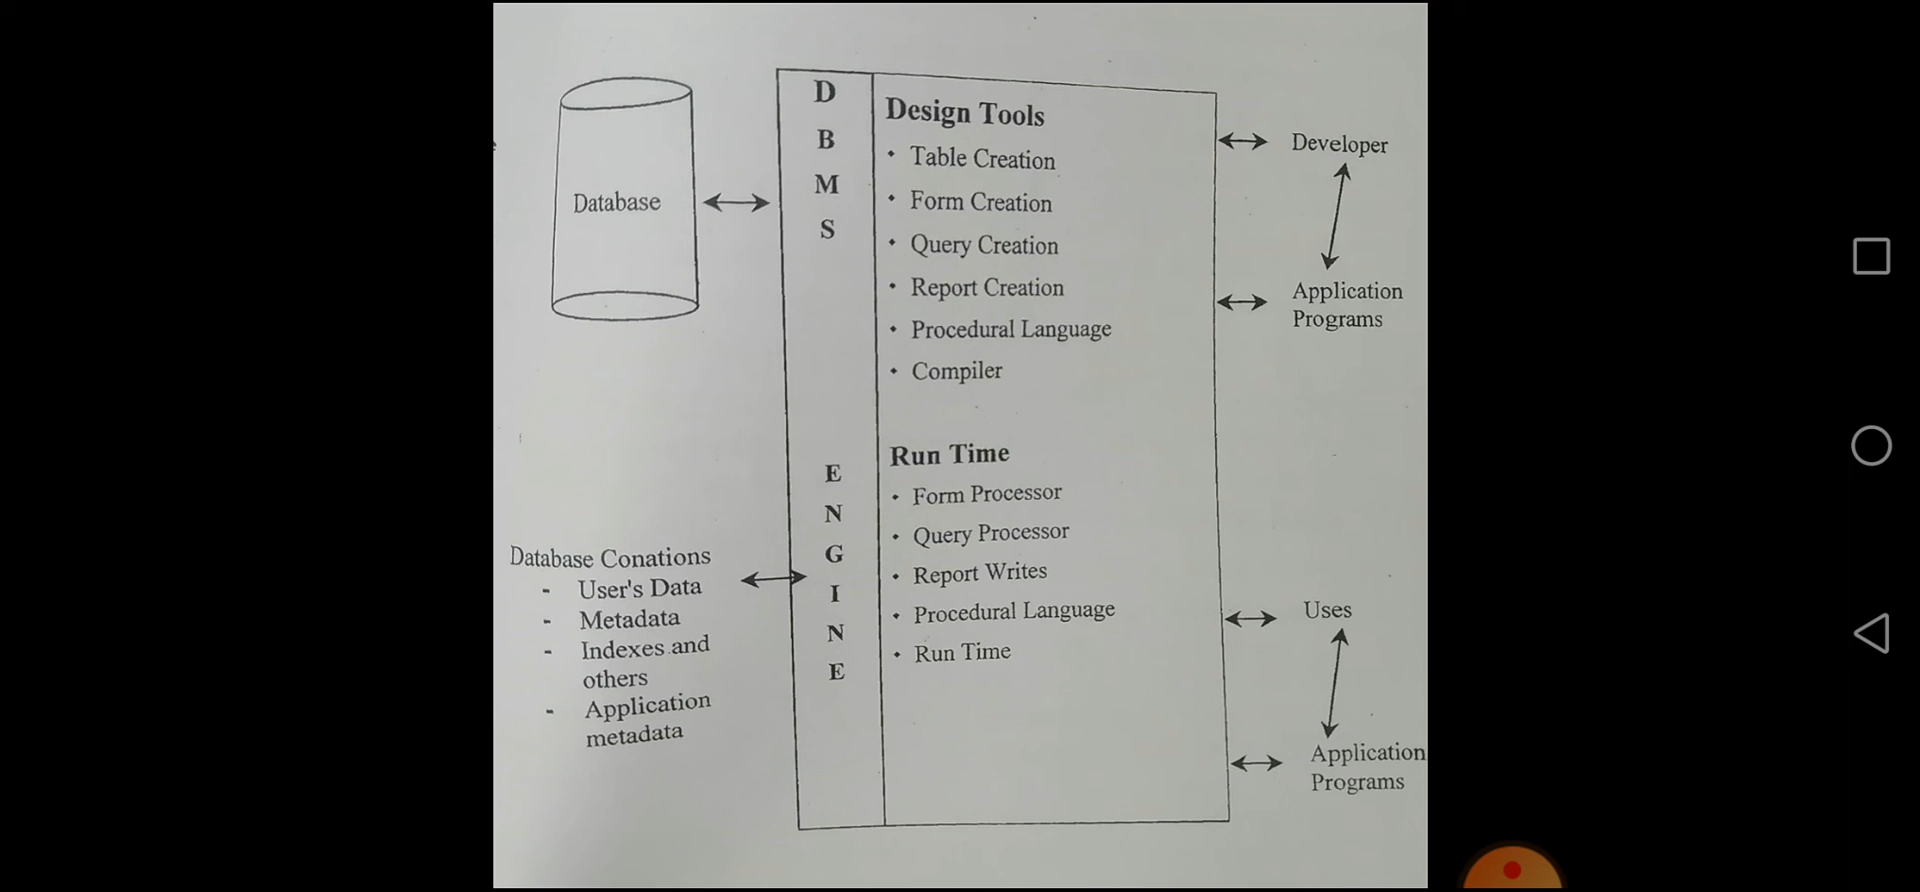 Database
D
B
M
S
E
N
G
I
N
E
Design Tools
• Table Creation
• Form Creation
• Query Creation
• Report Creation
• Procedural Language
• Compiler
Run Time
• Form Processor
• Query Processor
• Report Writes
• Procedural Language
• Run Time
Developer
Application
Programs
Uses
Application
Programs
Database Conations
- User's Data
- Metadata
- Indexes and
others
- Application
metadata